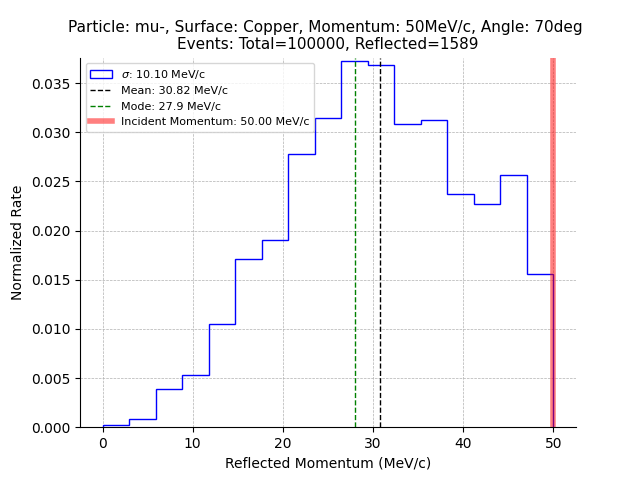 Particle: mu-, Surface: Copper, Momentum: 50MeV/c, Angle: 70deg
Events: Total=100000, Reflected=1589
σ: 10.10 MeV/c
Mean: 30.82 MeV/c
Mode: 27.9 MeV/c
Incident Momentum: 50.00 MeV/c
Normalized Rate
0.035
0.030
0.025
0.020
0.015
0.010
0.005
0.000
0 10 20 30 40 50
Reflected Momentum (MeV/c)